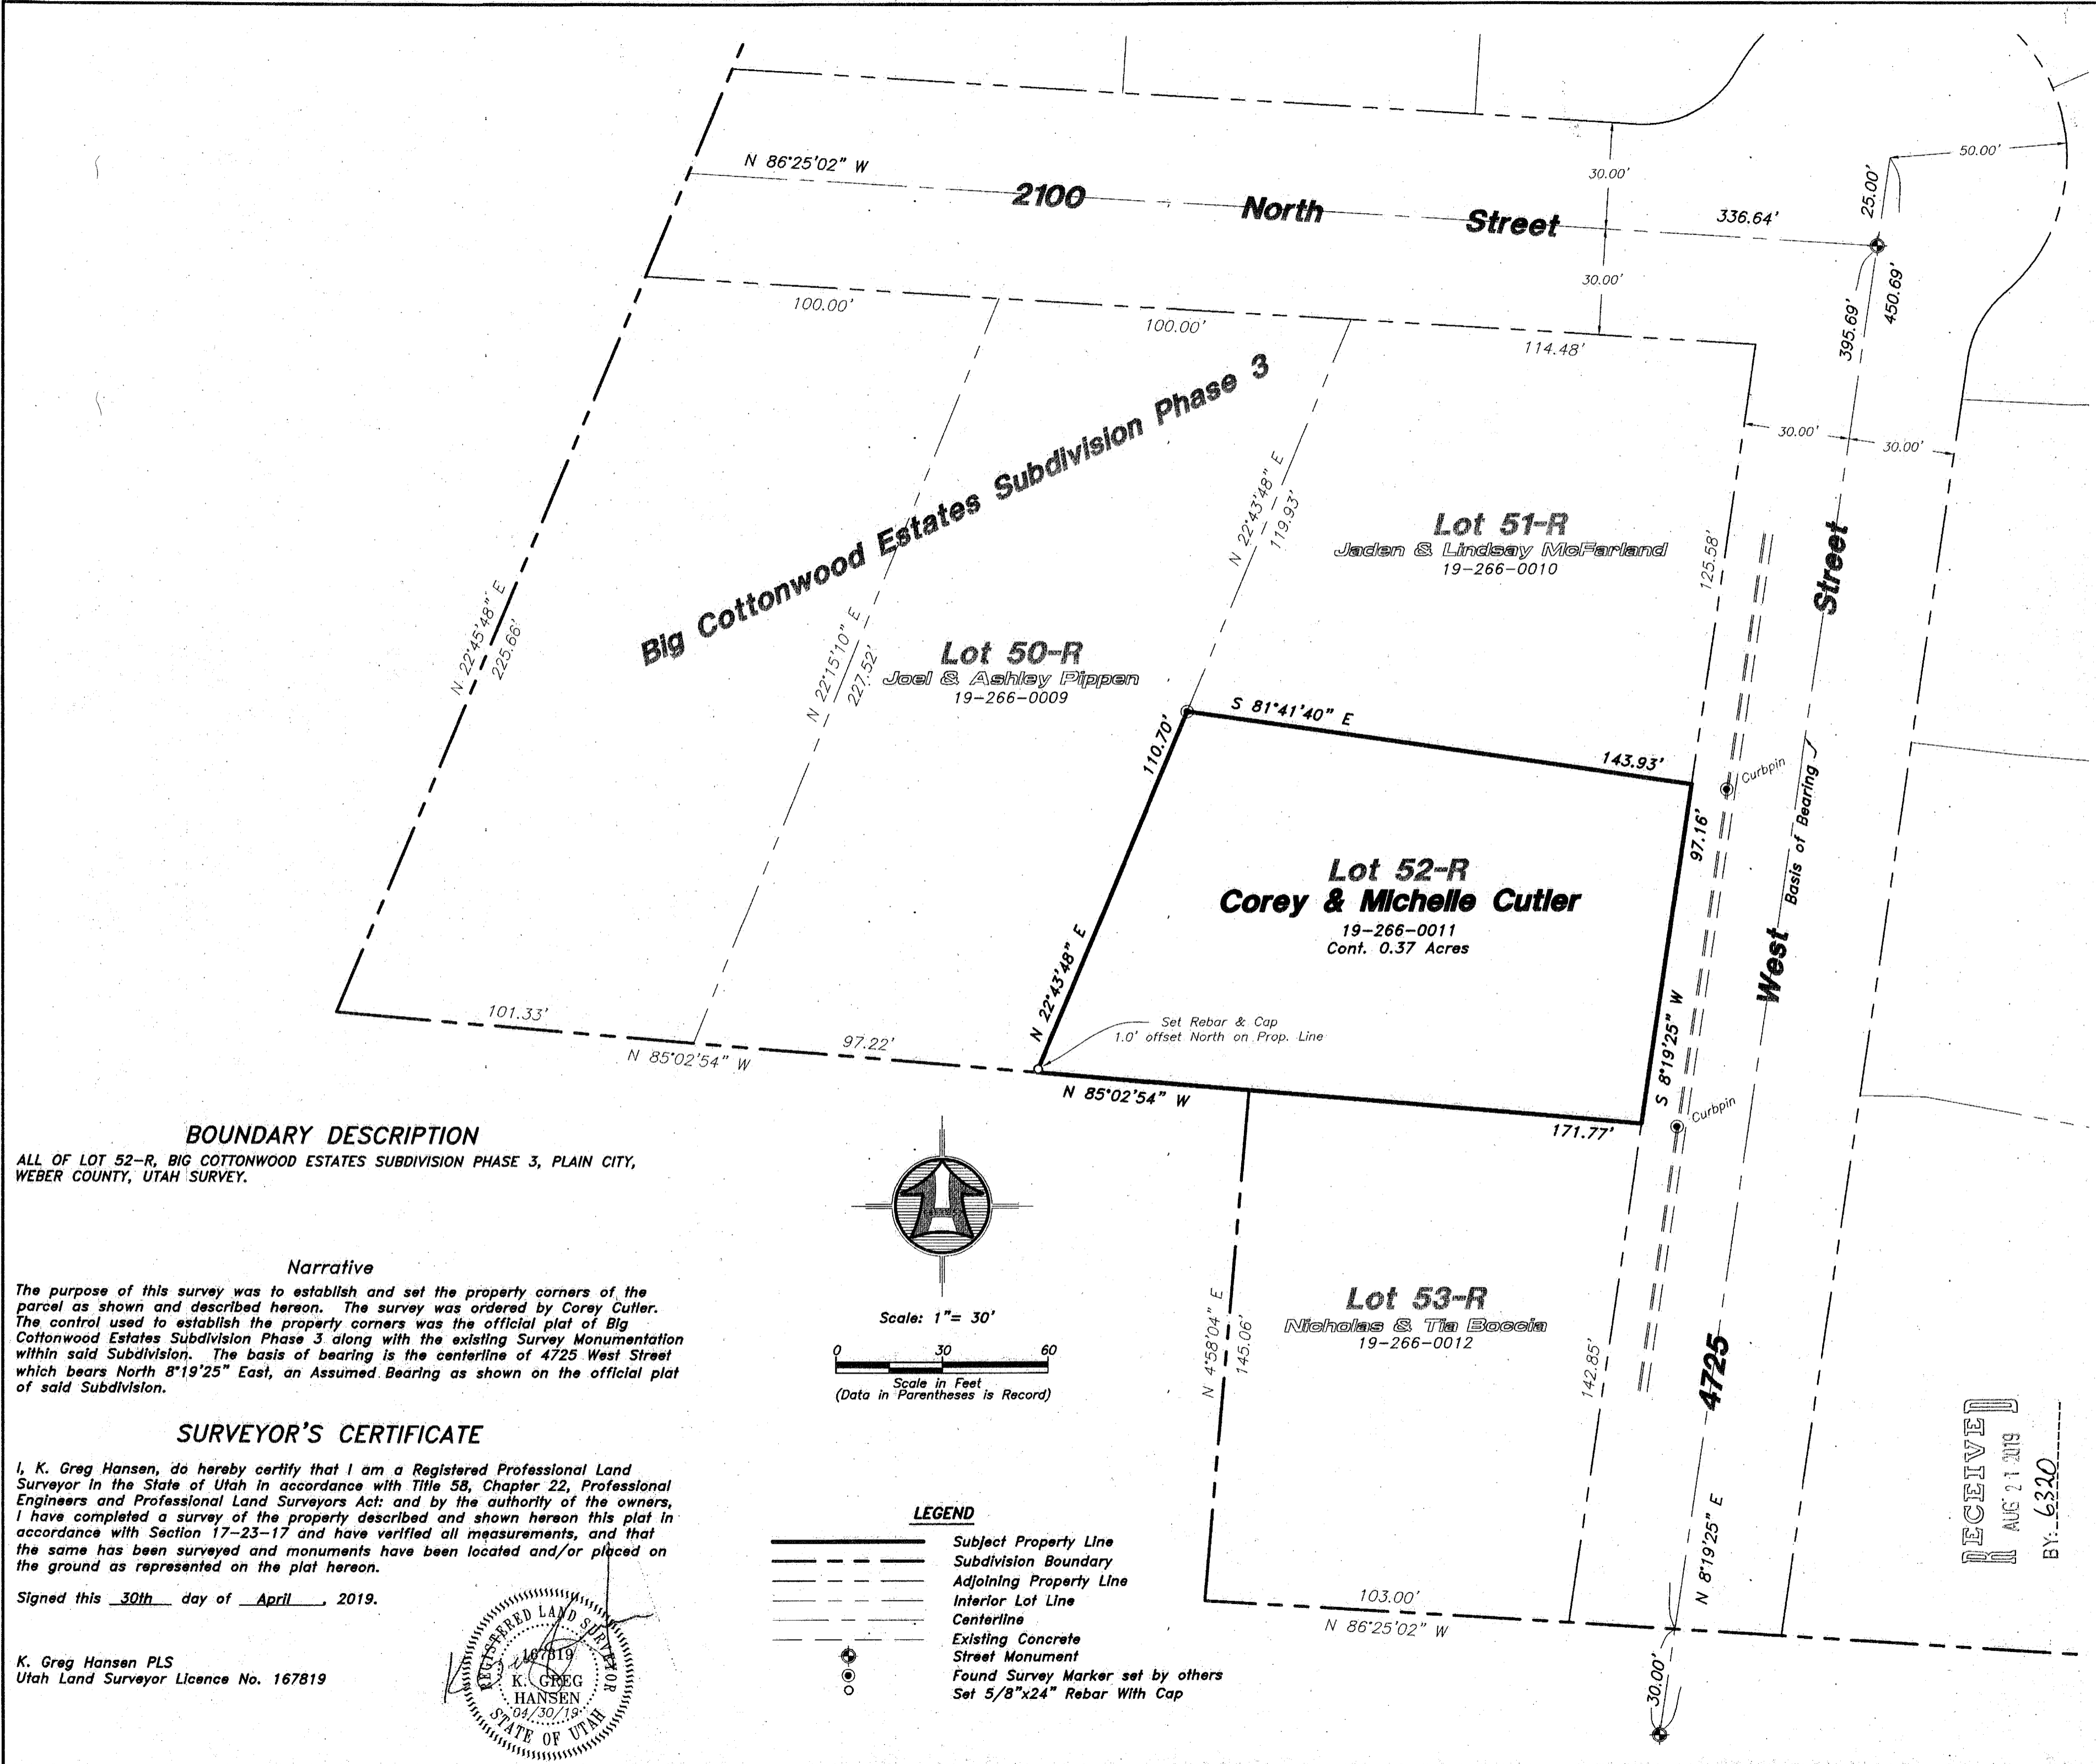 N 86°25'02" W
2100 North Street
30.00'
30.00'
336.64'
25.00'
50.00'
395.69'
450.69'
100.00'
100.00'
114.48'
30.00'
30.00'
Big Cottonwood Estates Subdivision Phase 3
N 22°45'48" E
225.66'
N 22°15'10" E
227.52'
N 22°43'48" E
119.93'
Lot 51-R
Jaden & Lindsay McFarland
19-266-0010
125.58'
Lot 50-R
Joel & Ashley Pippen
19-266-0009
S 81°41'40" E
143.93'
110.70'
N 22°43'48" E
97.16'
S 8°19'25" W
Curbpin
Curbpin
Basis of Bearing
4725 West Street
Lot 52-R
Corey & Michelle Cutler
19-266-0011
Cont. 0.37 Acres
Set Rebar & Cap
1.0' offset North on Prop. Line
101.33'
N 85°02'54" W
97.22'
N 85°02'54" W
171.77'
Lot 53-R
Nicholas & Tia Boccia
19-266-0012
N 4°58'04" E
145.06'
142.85'
103.00'
N 86°25'02" W
N 8°19'25" E
30.00'
BOUNDARY DESCRIPTION
ALL OF LOT 52-R, BIG COTTONWOOD ESTATES SUBDIVISION PHASE 3, PLAIN CITY,
WEBER COUNTY, UTAH SURVEY.
Narrative
The purpose of this survey was to establish and set the property corners of the
parcel as shown and described hereon. The survey was ordered by Corey Cutler.
The control used to establish the property corners was the official plat of Big
Cottonwood Estates Subdivision Phase 3 along with the existing Survey Monumentation
within said Subdivision. The basis of bearing is the centerline of 4725 West Street
which bears North 8°19'25" East, an Assumed Bearing as shown on the official plat
of said Subdivision.
SURVEYOR'S CERTIFICATE
I, K. Greg Hansen, do hereby certify that I am a Registered Professional Land
Surveyor in the State of Utah in accordance with Title 58, Chapter 22, Professional
Engineers and Professional Land Surveyors Act: and by the authority of the owners,
I have completed a survey of the property described and shown hereon this plat in
accordance with Section 17-23-17 and have verified all measurements, and that
the same has been surveyed and monuments have been located and/or placed on
the ground as represented on the plat hereon.
Signed this 30th day of April, 2019.
K. Greg Hansen PLS
Utah Land Surveyor Licence No. 167819
REGISTERED LAND SURVEYOR
167819
K. GREG
HANSEN
04/30/19
STATE OF UTAH
Scale: 1"= 30'
0 30 60
Scale in Feet
(Data in Parentheses is Record)
LEGEND
Subject Property Line
Subdivision Boundary
Adjoining Property Line
Interior Lot Line
Centerline
Existing Concrete
Street Monument
Found Survey Marker set by others
Set 5/8"x24" Rebar With Cap
RECEIVED
AUG 21 2019
BY: 6320